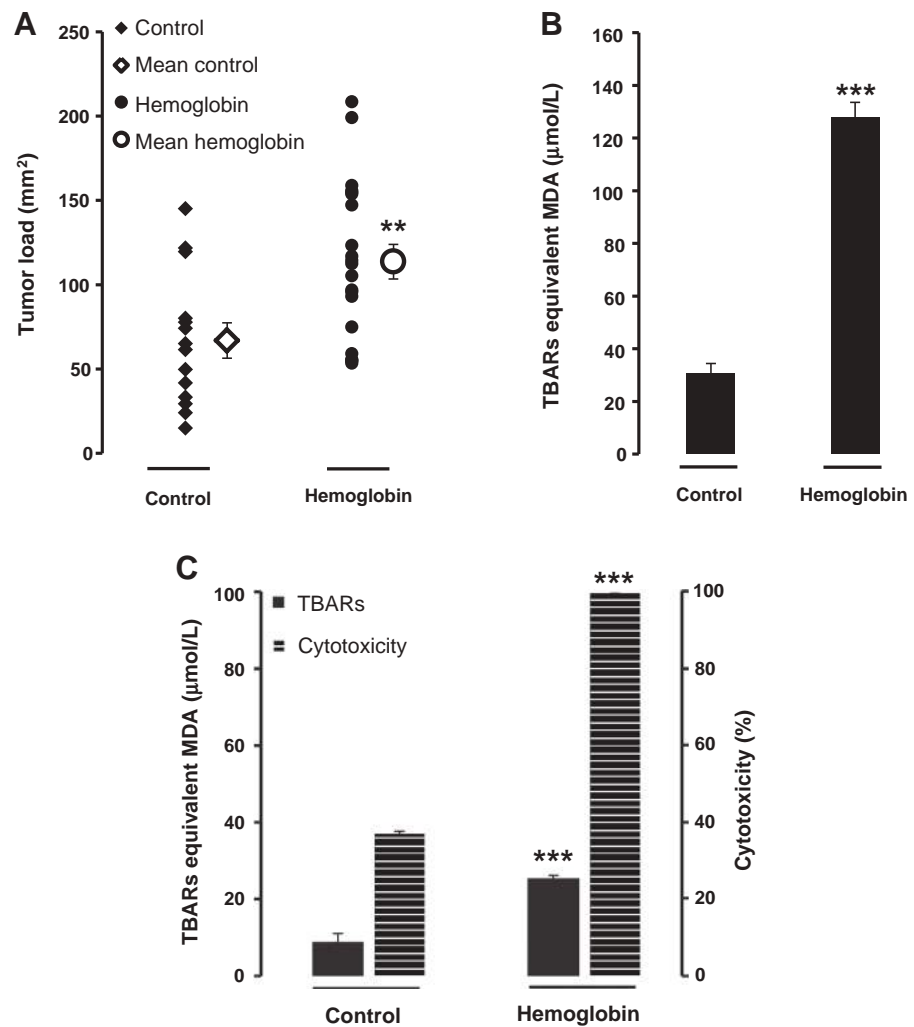 A
250
200
150
100
50
0
Tumor load (mm²)
Control
Mean control
Hemoglobin
Mean hemoglobin
**
Control
Hemoglobin
B
160
140
120
100
80
60
40
20
0
TBARs equivalent MDA (μmol/L)
***
Control
Hemoglobin
C
100
80
60
40
20
0
TBARs equivalent MDA (μmol/L)
TBARs
Cytotoxicity
***
***
100
80
60
40
20
0
Cytotoxicity (%)
Control
Hemoglobin